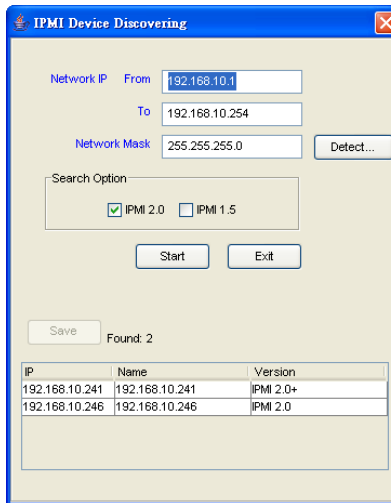 IPMI Device Discovering
Network IP From 192.168.10.1
To 192.168.10.254
Network Mask 255.255.255.0 Detect...
Search Option
IPMI 2.0 IPMI 1.5
Start Exit
Save Found: 2
IP Name Version
192.168.10.241 192.168.10.241 IPMI 2.0+
192.168.10.246 192.168.10.246 IPMI 2.0